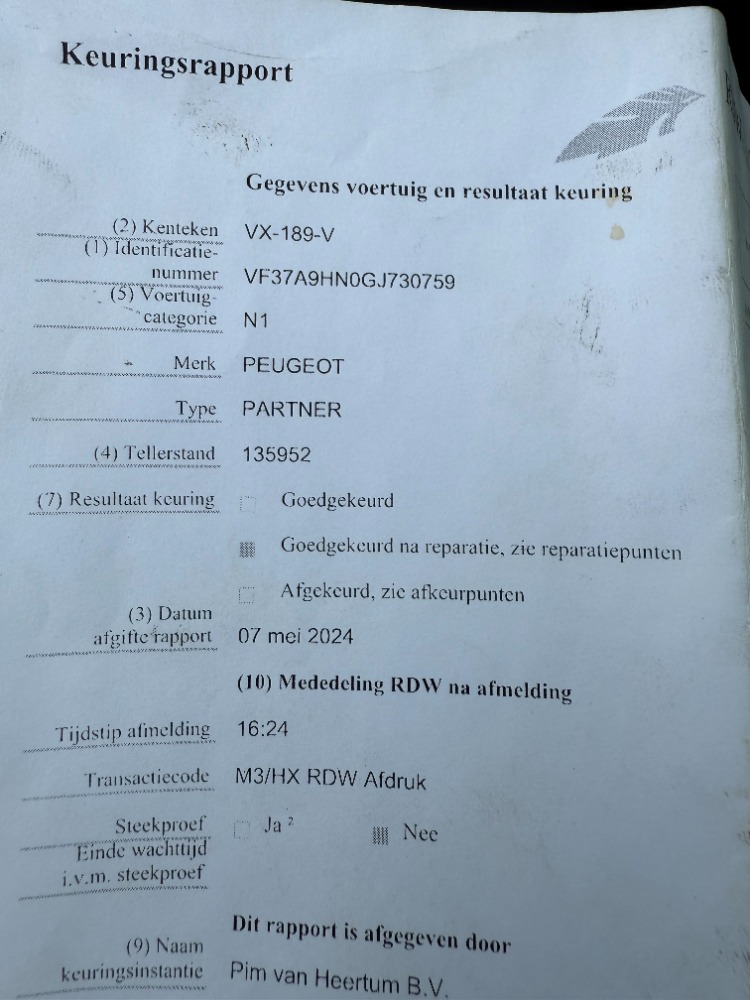 Keuringsrapport
Gegevens voertuig en resultaat keuring
(2) Kenteken VX-189-V
(1) Identificatie-
nummer VF37A9HN0GJ730759
(5) Voertuig-
categorie N1
Merk PEUGEOT
Type PARTNER
(4) Tellerstand 135952
(7) Resultaat keuring Goedgekeurd
Goedgekeurd na reparatie, zie reparatiepunten
Afgekeurd, zie afkeurpunten
(3) Datum
afgifte rapport 07 mei 2024
(10) Mededeling RDW na afmelding
Tijdstip afmelding 16:24
Transactiecode M3/HX RDW Afdruk
Steekproef Ja ² Nee
Einde wachttijd
i.v.m. steekproef
Dit rapport is afgegeven door
(9) Naam
keuringsinstantie Pim van Heertum B.V.